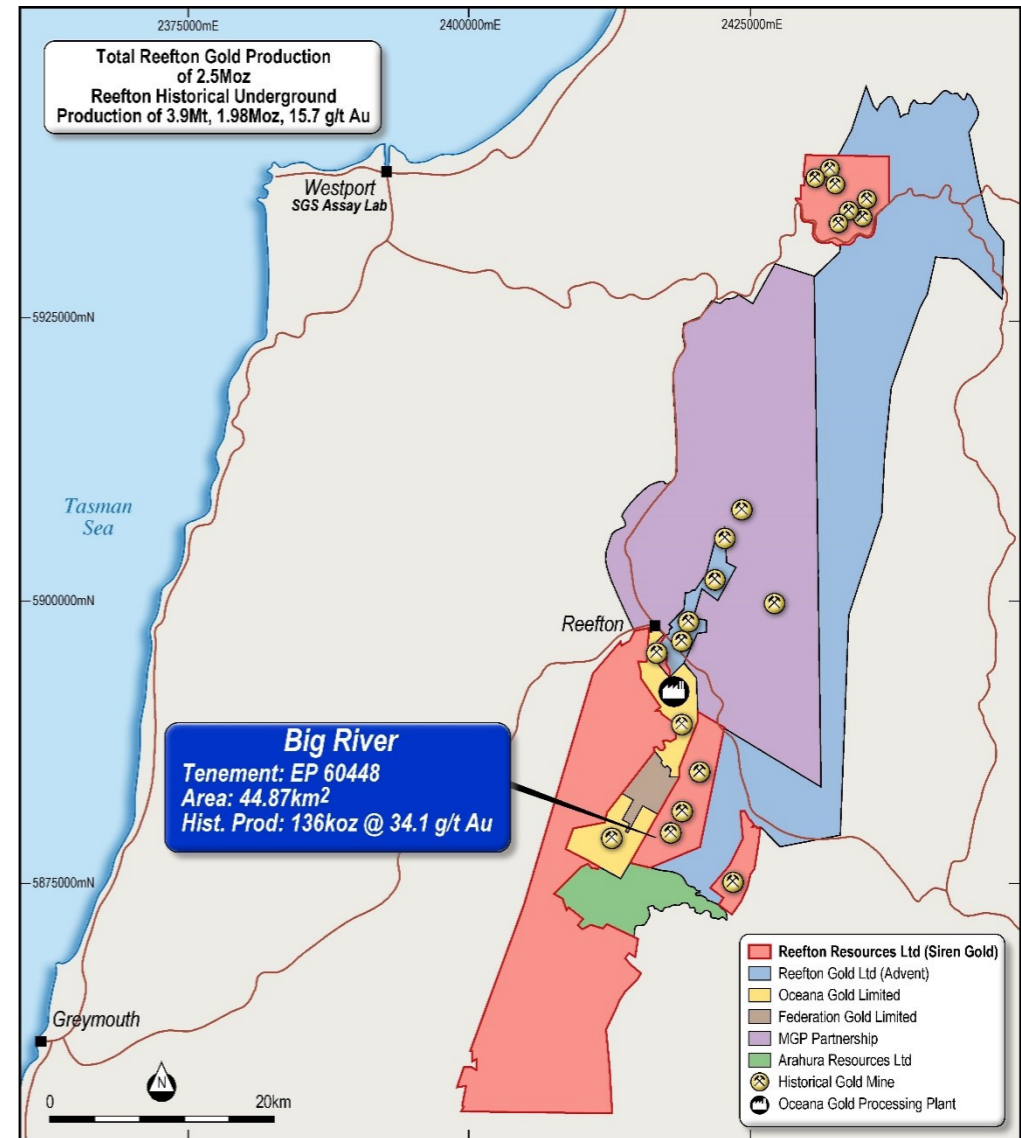 2375000mE
2400000mE
2425000mE
Total Reefton Gold Production
of 2.5Moz
Reefton Historical Underground
Production of 3.9Mt, 1.98Moz, 15.7 g/t Au
Westport
SGS Assay Lab
5925000mN
Tasman
Sea
5900000mN
Reefton
Big River
Tenement: EP 60448
Area: 44.87km²
Hist. Prod: 136koz @ 34.1 g/t Au
5875000mN
Greymouth
N
0
20km
Reefton Resources Ltd (Siren Gold)
Reefton Gold Ltd (Advent)
Oceana Gold Limited
Federation Gold Limited
MGP Partnership
Arahura Resources Ltd
Historical Gold Mine
Oceana Gold Processing Plant